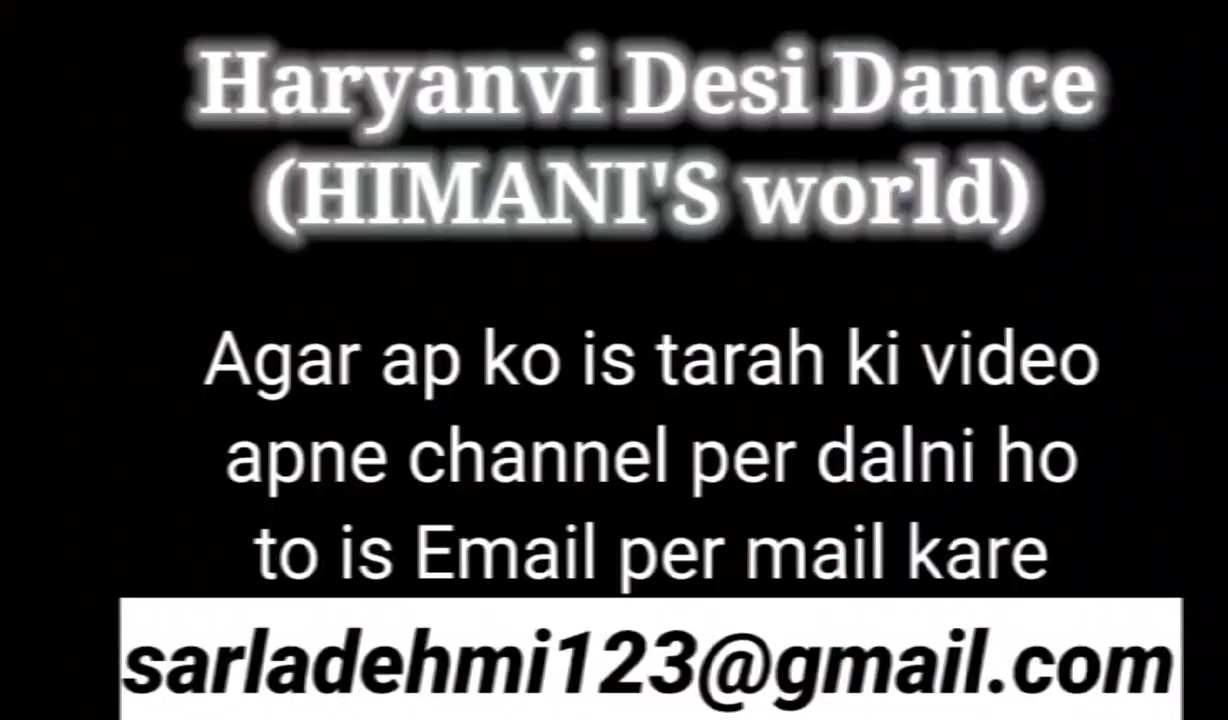 Haryanvi Desi Dance
(HIMANI'S world)
Agar ap ko is tarah ki video
apne channel per dalni ho
to is Email per mail kare
sarladehmi123@gmail.com